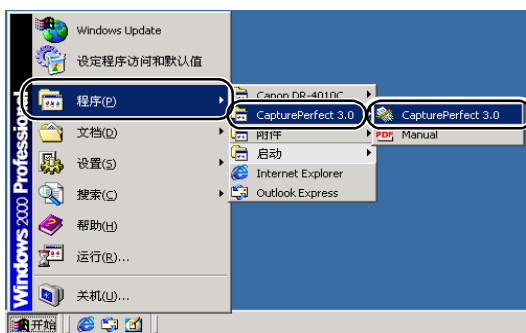 Windows Update
设定程序访问和默认值
程序(P)
文档(D)
设置(S)
搜索(C)
帮助(H)
运行(R)...
关机(U)...
Windows 2000 Professional
Canon DR-4010C
CapturePerfect 3.0
附件
启动
Internet Explorer
Outlook Express
CapturePerfect 3.0
PDF Manual
开始